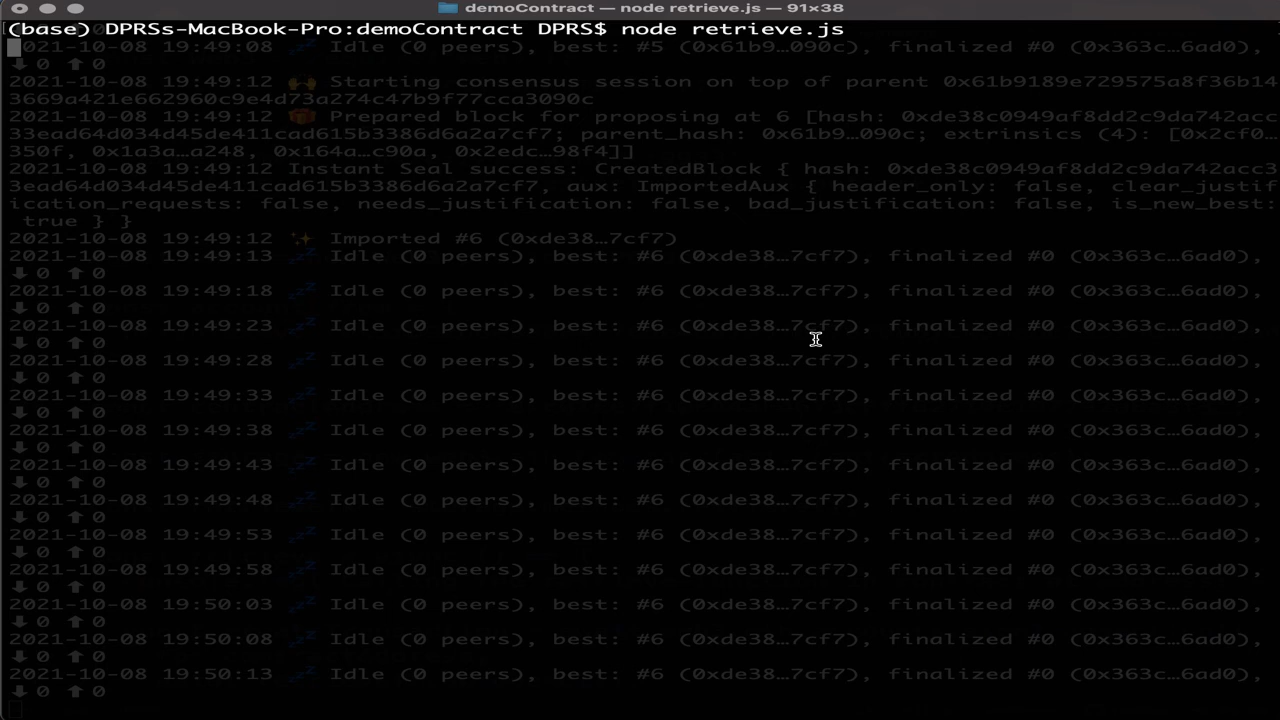 demoContract — node retrieve.js — 91×38
(base) DPRSs-MacBook-Pro:demoContract DPRS$ node retrieve.js
2021-10-08 19:49:08 💤 Idle (0 peers), best: #5 (0x61b9…090c), finalized #0 (0x363c…6ad0),
⬇ 0 ⬆ 0
2021-10-08 19:49:12 🙌 Starting consensus session on top of parent 0x61b9189e729575a8f36b14
3669a421e662960c9e4d73a274c47b9f77cca3090c
2021-10-08 19:49:12 🎁 Prepared block for proposing at 6 [hash: 0xde38c0949af8dd2c9da742acc
33ead64d034d45de411cad615b3386d6a2a7cf7; parent_hash: 0x61b9…090c; extrinsics (4): [0x2cf0…
350f, 0x1a3a…a248, 0x164a…c90a, 0x2edc…98f4]]
2021-10-08 19:49:12 Instant Seal success: CreatedBlock { hash: 0xde38c0949af8dd2c9da742acc3
3ead64d034d45de411cad615b3386d6a2a7cf7, aux: ImportedAux { header_only: false, clear_justif
ication_requests: false, needs_justification: false, bad_justification: false, is_new_best:
true } }
2021-10-08 19:49:12 ✨ Imported #6 (0xde38…7cf7)
2021-10-08 19:49:13 💤 Idle (0 peers), best: #6 (0xde38…7cf7), finalized #0 (0x363c…6ad0),
⬇ 0 ⬆ 0
2021-10-08 19:49:18 💤 Idle (0 peers), best: #6 (0xde38…7cf7), finalized #0 (0x363c…6ad0),
⬇ 0 ⬆ 0
2021-10-08 19:49:23 💤 Idle (0 peers), best: #6 (0xde38…7cf7), finalized #0 (0x363c…6ad0),
⬇ 0 ⬆ 0
2021-10-08 19:49:28 💤 Idle (0 peers), best: #6 (0xde38…7cf7), finalized #0 (0x363c…6ad0),
⬇ 0 ⬆ 0
2021-10-08 19:49:33 💤 Idle (0 peers), best: #6 (0xde38…7cf7), finalized #0 (0x363c…6ad0),
⬇ 0 ⬆ 0
2021-10-08 19:49:38 💤 Idle (0 peers), best: #6 (0xde38…7cf7), finalized #0 (0x363c…6ad0),
⬇ 0 ⬆ 0
2021-10-08 19:49:43 💤 Idle (0 peers), best: #6 (0xde38…7cf7), finalized #0 (0x363c…6ad0),
⬇ 0 ⬆ 0
2021-10-08 19:49:48 💤 Idle (0 peers), best: #6 (0xde38…7cf7), finalized #0 (0x363c…6ad0),
⬇ 0 ⬆ 0
2021-10-08 19:49:53 💤 Idle (0 peers), best: #6 (0xde38…7cf7), finalized #0 (0x363c…6ad0),
⬇ 0 ⬆ 0
2021-10-08 19:49:58 💤 Idle (0 peers), best: #6 (0xde38…7cf7), finalized #0 (0x363c…6ad0),
⬇ 0 ⬆ 0
2021-10-08 19:50:03 💤 Idle (0 peers), best: #6 (0xde38…7cf7), finalized #0 (0x363c…6ad0),
⬇ 0 ⬆ 0
2021-10-08 19:50:08 💤 Idle (0 peers), best: #6 (0xde38…7cf7), finalized #0 (0x363c…6ad0),
⬇ 0 ⬆ 0
2021-10-08 19:50:13 💤 Idle (0 peers), best: #6 (0xde38…7cf7), finalized #0 (0x363c…6ad0),
⬇ 0 ⬆ 0